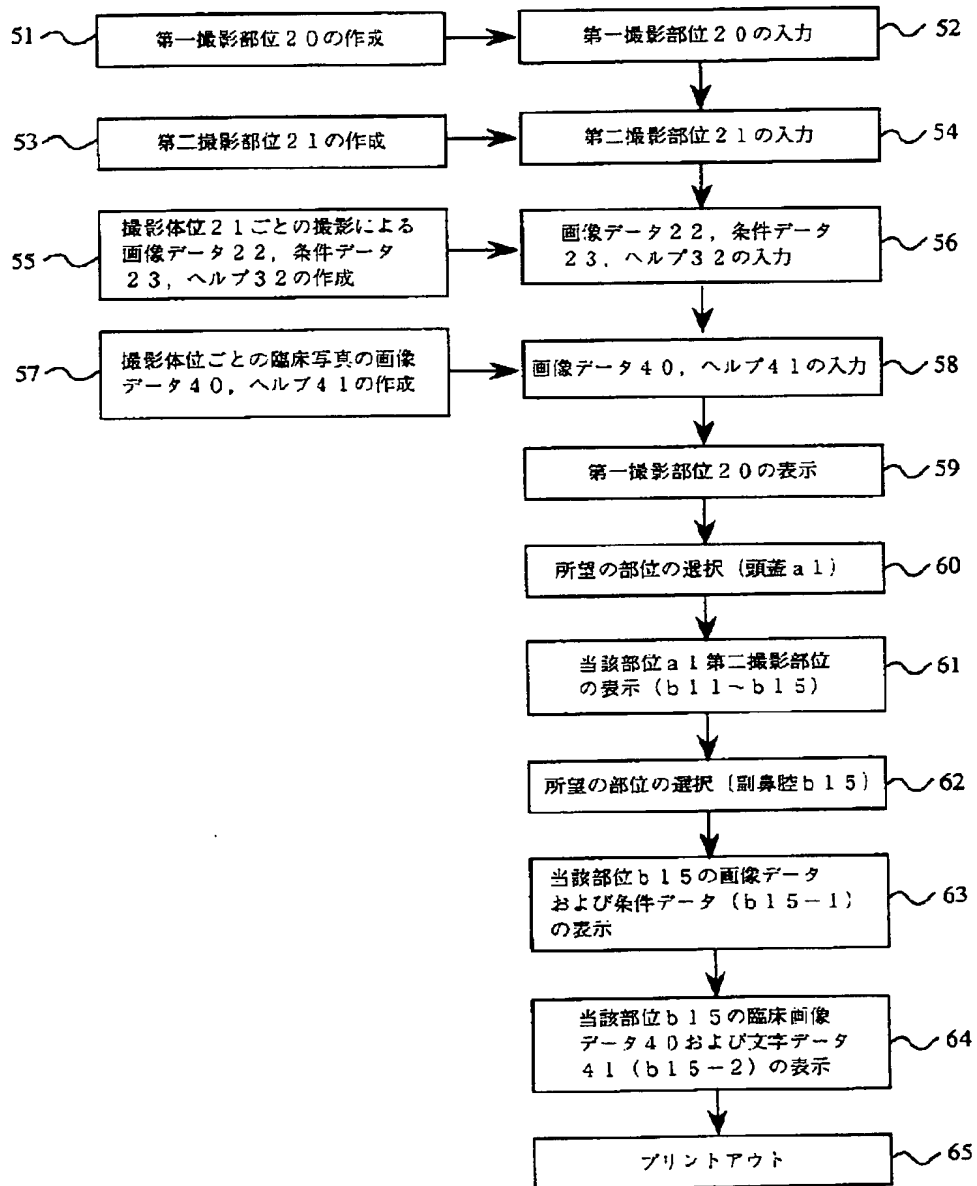 51
第一撮影部位20の作成
第一撮影部位20の入力
52
53
第二撮影部位21の作成
第二撮影部位21の入力
54
55
撮影体位21ごとの撮影による
画像データ22，条件データ
23，ヘルプ32の作成
画像データ22，条件データ
23，ヘルプ32の入力
56
57
撮影体位ごとの臨床写真の画像
データ40，ヘルプ41の作成
画像データ40，ヘルプ41の入力
58
第一撮影部位20の表示
59
所望の部位の選択（頭蓋a1）
60
当該部位a1第二撮影部位
の表示（b11～b15）
61
所望の部位の選択（副鼻腔b15）
62
当該部位b15の画像データ
および条件データ（b15－1）
の表示
63
当該部位b15の臨床画像
データ40および文字データ
41（b15－2）の表示
64
プリントアウト
65